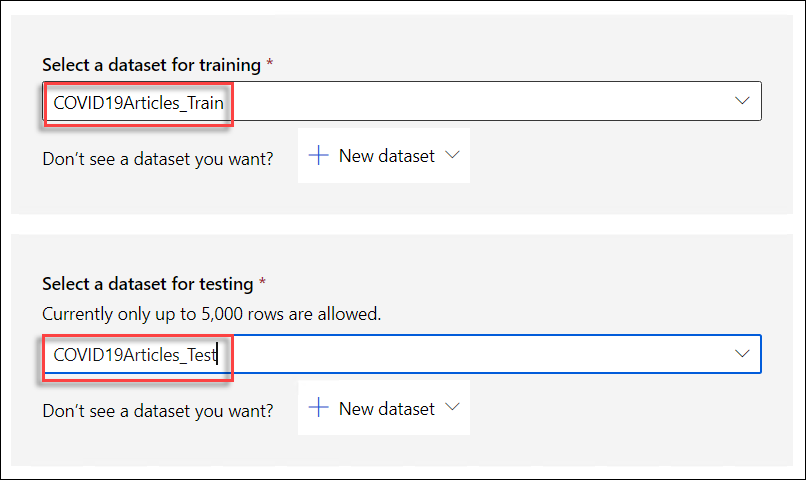 Select a dataset for training *
COVID19Articles_Train
Don't see a dataset you want?
New dataset
Select a dataset for testing *
Currently only up to 5,000 rows are allowed.
COVID19Articles_Test
Don't see a dataset you want?
New dataset